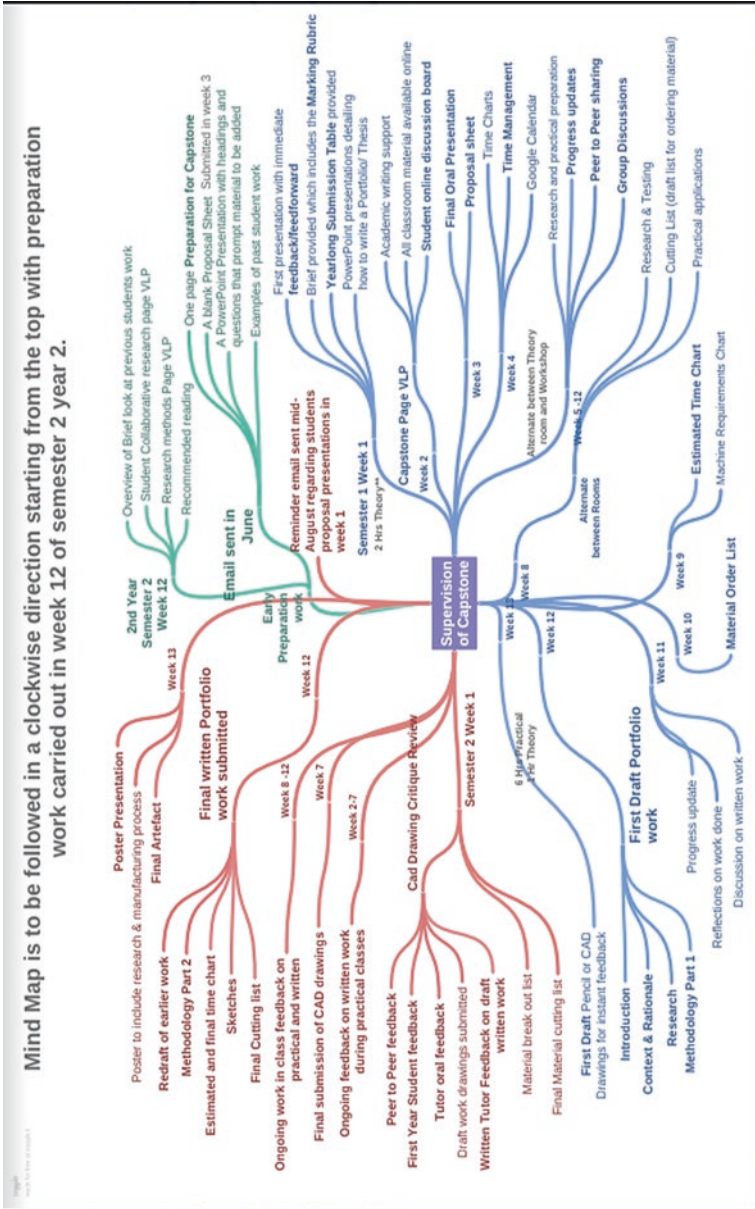 Mind Map is to be followed in a clockwise direction starting from the top with preparation
work carried out in week 12 of semester 2 year 2.
Supervision
of Capstone
Early
Preparation
work
2nd Year
Semester 2
Week 12
Overview of Brief look at previous students work
Student Collaborative research page VLP
Research methods Page VLP
Recommended reading
Email sent in
June
One page Preparation for Capstone
A blank Proposal Sheet Submitted in week 3
A PowerPoint Presentation with headings and
questions that prompt material to be added
Examples of past student work
Reminder email sent mid-
August regarding students
proposal presentations in
week 1
Semester 1 Week 1
2 Hrs Theory**
First presentation with immediate
feedback/feedforward
Brief provided which includes the Marking Rubric
Yearlong Submission Table provided
PowerPoint presentations detailing
how to write a Portfolio/ Thesis
Capstone Page VLP
Week 2
Academic writing support
All classroom material available online
Student online discussion board
Week 3
Final Oral Presentation
Proposal sheet
Week 4
Time Charts
Time Management
Google Calendar
Alternate between Theory
room and Workshop
Week 5 -12
Research and practical preparation
Progress updates
Peer to Peer sharing
Group Discussions
Alternate
between Rooms
Week 8
Research & Testing
Cutting List (draft list for ordering material)
Practical applications
Week 9
Estimated Time Chart
Machine Requirements Chart
Week 10
Material Order List
Week 11
Progress update
Reflections on work done
Discussion on written work
Week 12
First Draft Portfolio
work
Introduction
Context & Rationale
Research
Methodology Part 1
Week
6 Hrs Practical
Hr Theory
First Draft Pencil or CAD
Drawings for instant feedback
Semester 2 Week 1
Cad Drawing Critique Review
Peer to Peer feedback
First Year Student feedback
Tutor oral feedback
Draft work drawings submitted
Written Tutor Feedback on draft
written work
Material break out list
Final Material cutting list
Week 2-7
Ongoing feedback on written work
during practical classes
Week 7
Final submission of CAD drawings
Week 8 -12
Ongoing work in class feedback on
practical and written
Week 12
Final written Portfolio
work submitted
Redraft of earlier work
Methodology Part 2
Estimated and final time chart
Sketches
Final Cutting list
Week 13
Poster Presentation
Poster to include research & manufacturing process
Final Artefact